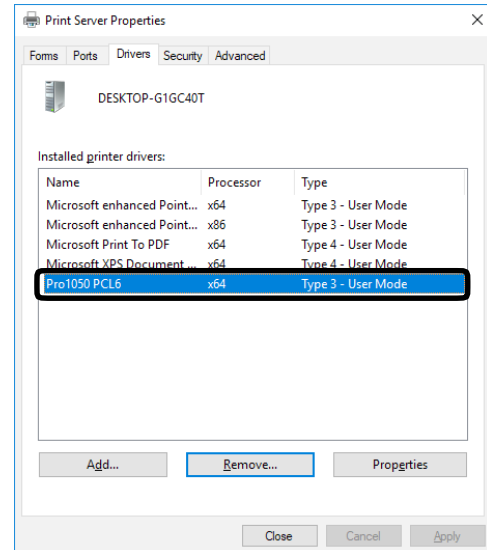 Print Server Properties
Forms Ports Drivers Security Advanced
DESKTOP-G1GC40T
Installed printer drivers:
Name Processor Type
Microsoft enhanced Point... x64 Type 3 - User Mode
Microsoft enhanced Point... x86 Type 3 - User Mode
Microsoft Print To PDF x64 Type 4 - User Mode
Microsoft XPS Document ... x64 Type 4 - User Mode
Pro1050 PCL6 x64 Type 3 - User Mode
Add... Remove... Properties
Close Cancel Apply